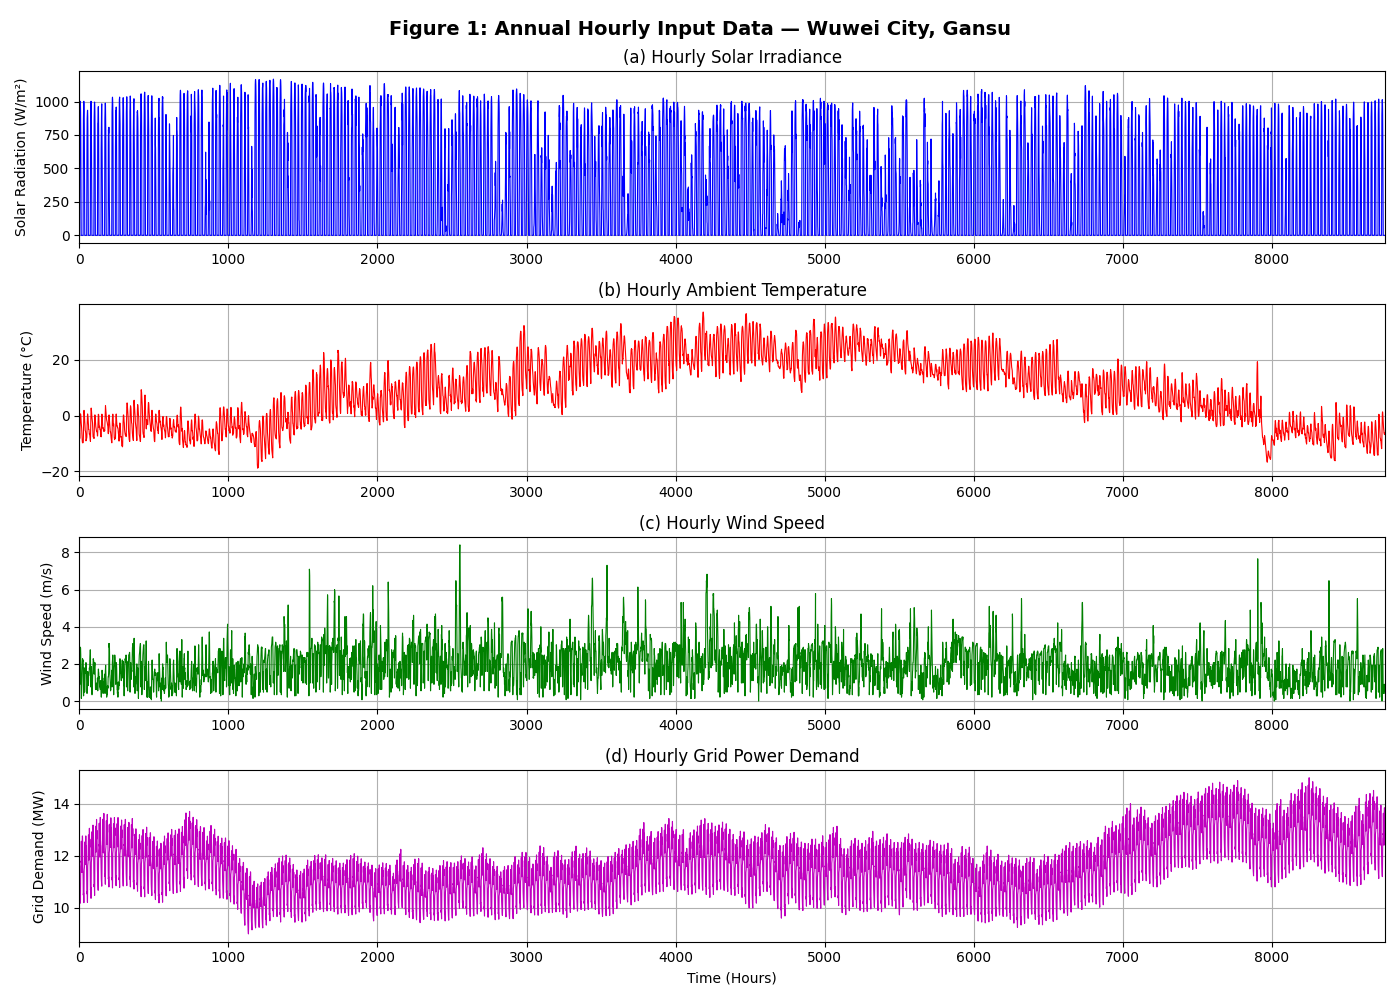 Figure 1: Annual Hourly Input Data — Wuwei City, Gansu
(a) Hourly Solar Irradiance
Solar Radiation (W/m²)
1000
750
500
250
0
0 1000 2000 3000 4000 5000 6000 7000 8000
(b) Hourly Ambient Temperature
Temperature (°C)
20
0
−20
0 1000 2000 3000 4000 5000 6000 7000 8000
(c) Hourly Wind Speed
Wind Speed (m/s)
8
6
4
2
0
0 1000 2000 3000 4000 5000 6000 7000 8000
(d) Hourly Grid Power Demand
Grid Demand (MW)
14
12
10
0 1000 2000 3000 4000 5000 6000 7000 8000
Time (Hours)